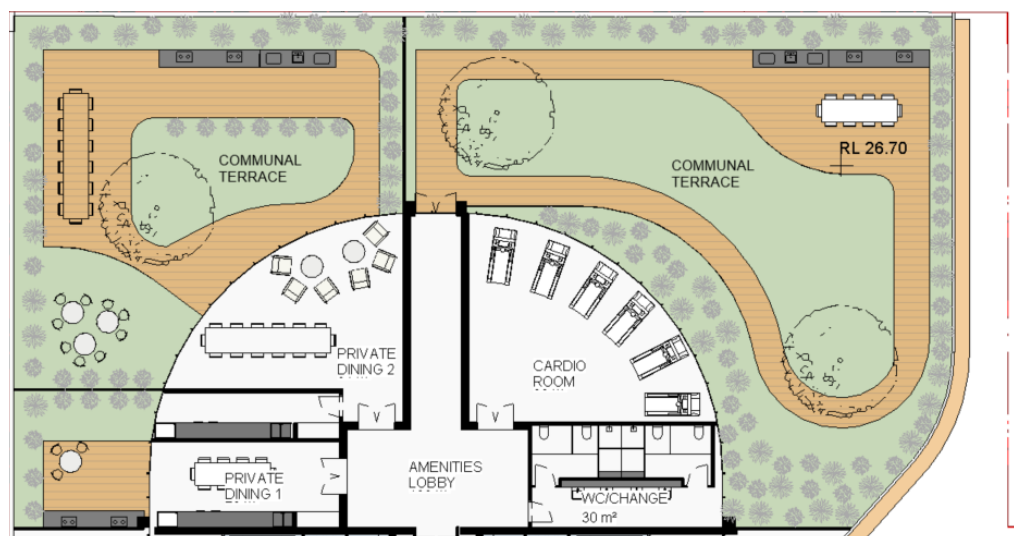 COMMUNAL
TERRACE
COMMUNAL
TERRACE
RL 26.70
PRIVATE
DINING 2
CARDIO
ROOM
PRIVATE
DINING 1
AMENITIES
LOBBY
WC/CHANGE
30 m²